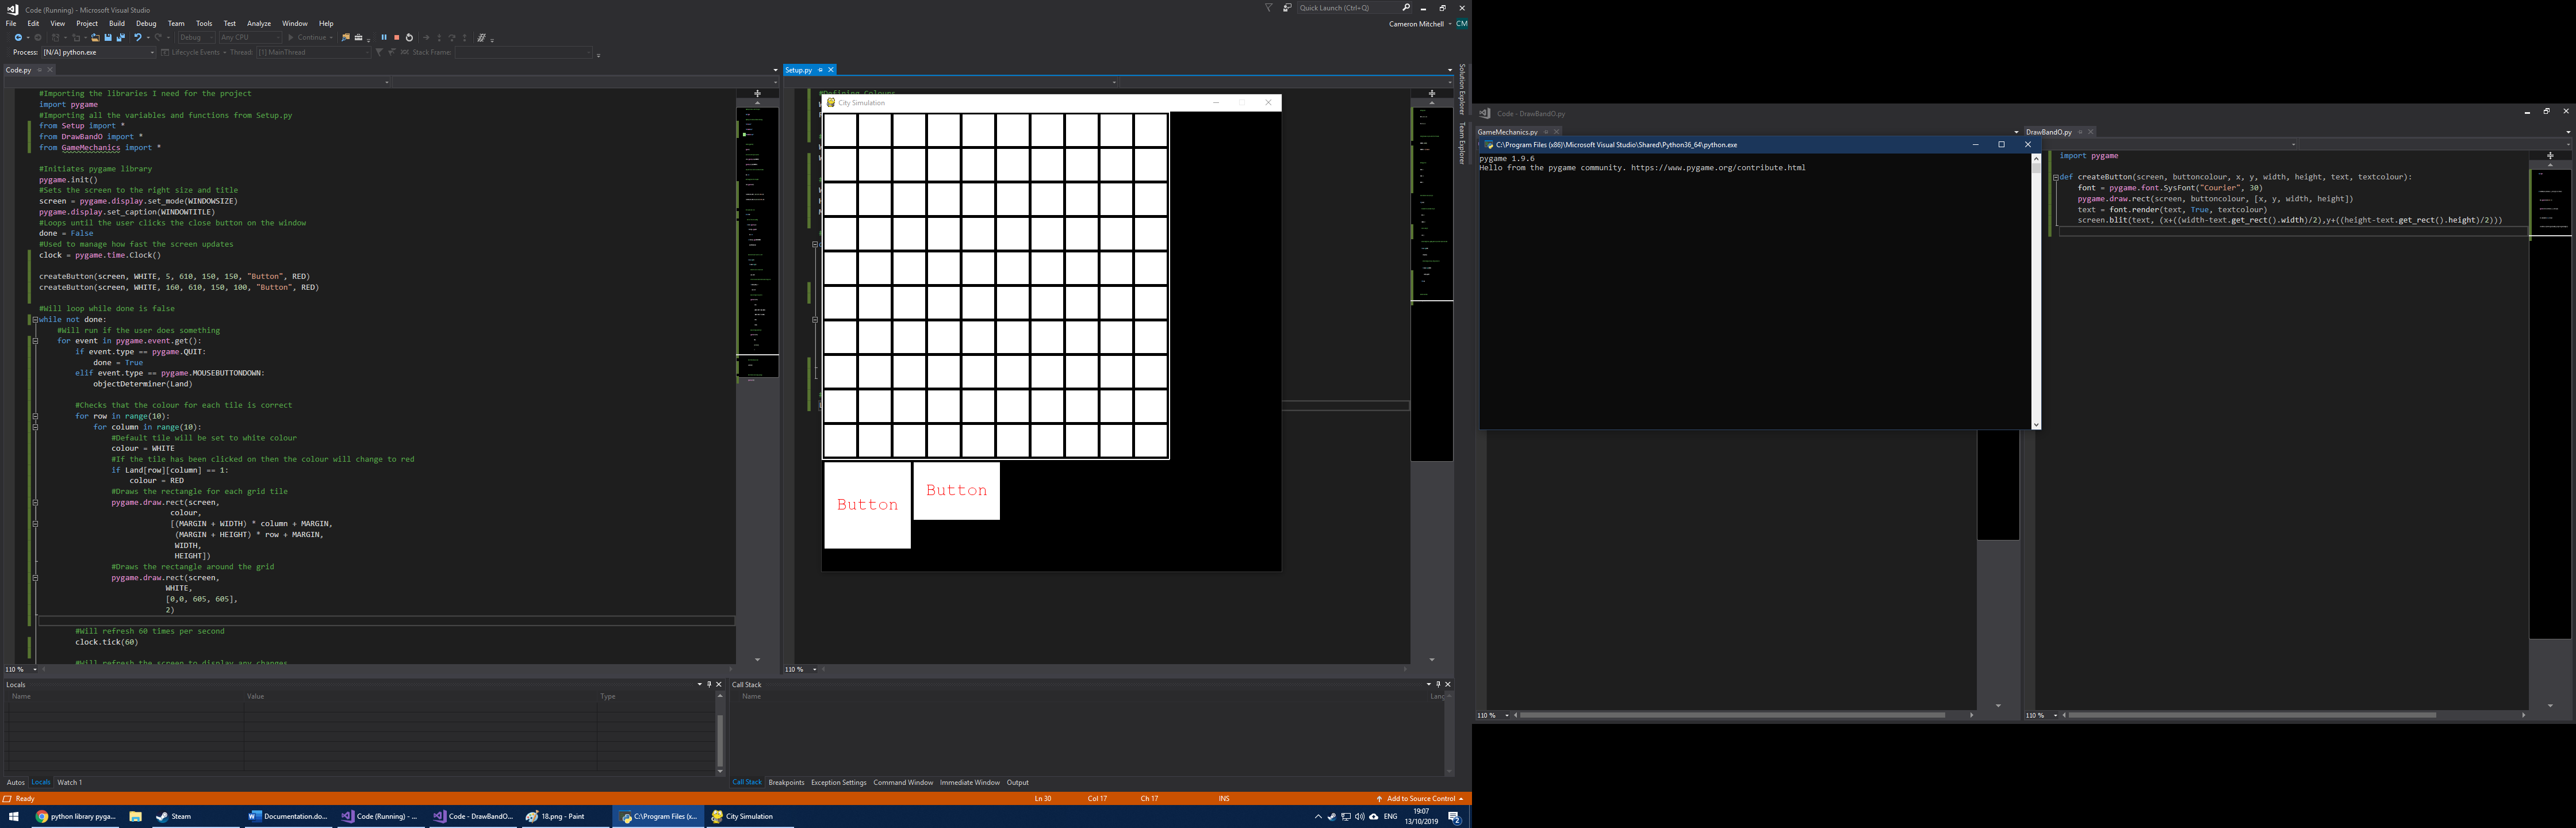 Code (Running) - Microsoft Visual Studio
Quick Launch (Ctrl+Q)
File Edit View Project Build Debug Team Tools Test Analyze Window Help
Cameron Mitchell CM
Debug Any CPU Continue
Process: [N/A] python.exe Lifecycle Events Thread: [1] MainThread Stack Frame:
Code.py
#Importing the libraries I need for the project
import pygame
#Importing all the variables and functions from Setup.py
from Setup import *
from DrawBandO import *
from GameMechanics import *
#Initiates pygame library
pygame.init()
#Sets the screen to the right size and title
screen = pygame.display.set_mode(WINDOWSIZE)
pygame.display.set_caption(WINDOWTITLE)
#Loops until the user clicks the close button on the window
done = False
#Used to manage how fast the screen updates
clock = pygame.time.Clock()
createButton(screen, WHITE, 5, 610, 150, 150, "Button", RED)
createButton(screen, WHITE, 160, 610, 150, 100, "Button", RED)
#Will loop while done is false
while not done:
#Will run if the user does something
for event in pygame.event.get():
if event.type == pygame.QUIT:
done = True
elif event.type == pygame.MOUSEBUTTONDOWN:
objectDeterminer(Land)
#Checks that the colour for each tile is correct
for row in range(10):
for column in range(10):
#Default tile will be set to white colour
colour = WHITE
#If the tile has been clicked on then the colour will change to red
if Land[row][column] == 1:
colour = RED
#Draws the rectangle for each grid tile
pygame.draw.rect(screen,
colour,
[(MARGIN + WIDTH) * column + MARGIN,
(MARGIN + HEIGHT) * row + MARGIN,
WIDTH,
HEIGHT])
#Draws the rectangle around the grid
pygame.draw.rect(screen,
WHITE,
[0,0, 605, 605],
2)
#Will refresh 60 times per second
clock.tick(60)
#Will refresh the screen to display any changes
110 %
Setup.py
#Defining Colours
City Simulation
Button
Button
110 %
Solution Explorer
Team Explorer
Locals
Name Value Type
Autos Locals Watch 1
Call Stack
Name Lang
Call Stack Breakpoints Exception Settings Command Window Immediate Window Output
Ready
Ln 30 Col 17 Ch 17 INS
Add to Source Control
python library pyga...
Steam
Documentation.do...
Code (Running) - ...
Code - DrawBandO...
18.png - Paint
C:\Program Files (x...
City Simulation
ENG
19:07
13/10/2019
2
Code - DrawBandO.py
GameMechanics.py
C:\Program Files (x86)\Microsoft Visual Studio\Shared\Python36_64\python.exe
pygame 1.9.6
Hello from the pygame community. https://www.pygame.org/contribute.html
110 %
DrawBandO.py
import pygame
def createButton(screen, buttoncolour, x, y, width, height, text, textcolour):
font = pygame.font.SysFont("Courier", 30)
pygame.draw.rect(screen, buttoncolour, [x, y, width, height])
text = font.render(text, True, textcolour)
screen.blit(text, (x+((width-text.get_rect().width)/2),y+((height-text.get_rect().height)/2)))
110 %